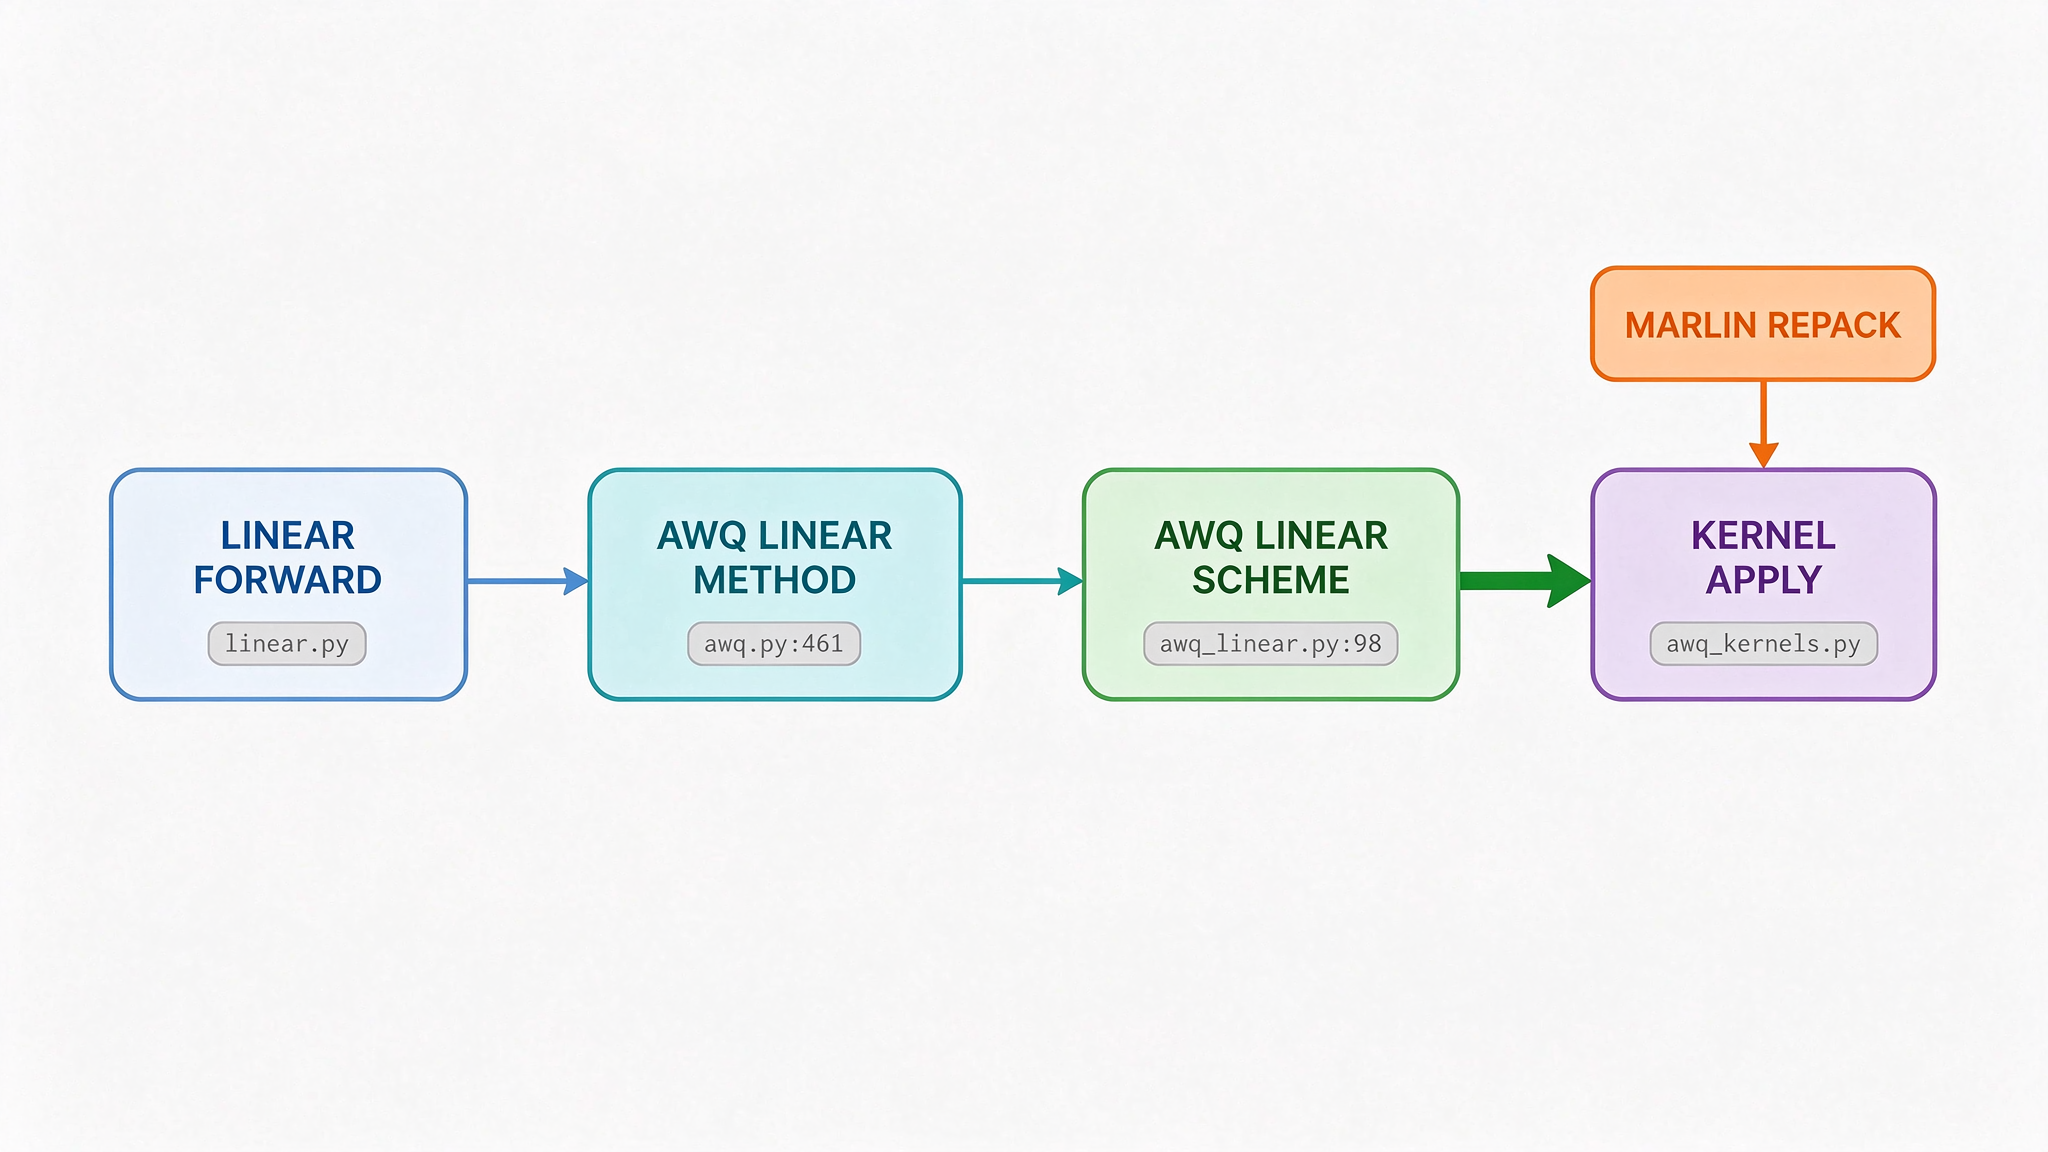 MARLIN REPACK
LINEAR
FORWARD
linear.py
AWQ LINEAR
METHOD
awq.py:461
AWQ LINEAR
SCHEME
awq_linear.py:98
KERNEL
APPLY
awq_kernels.py